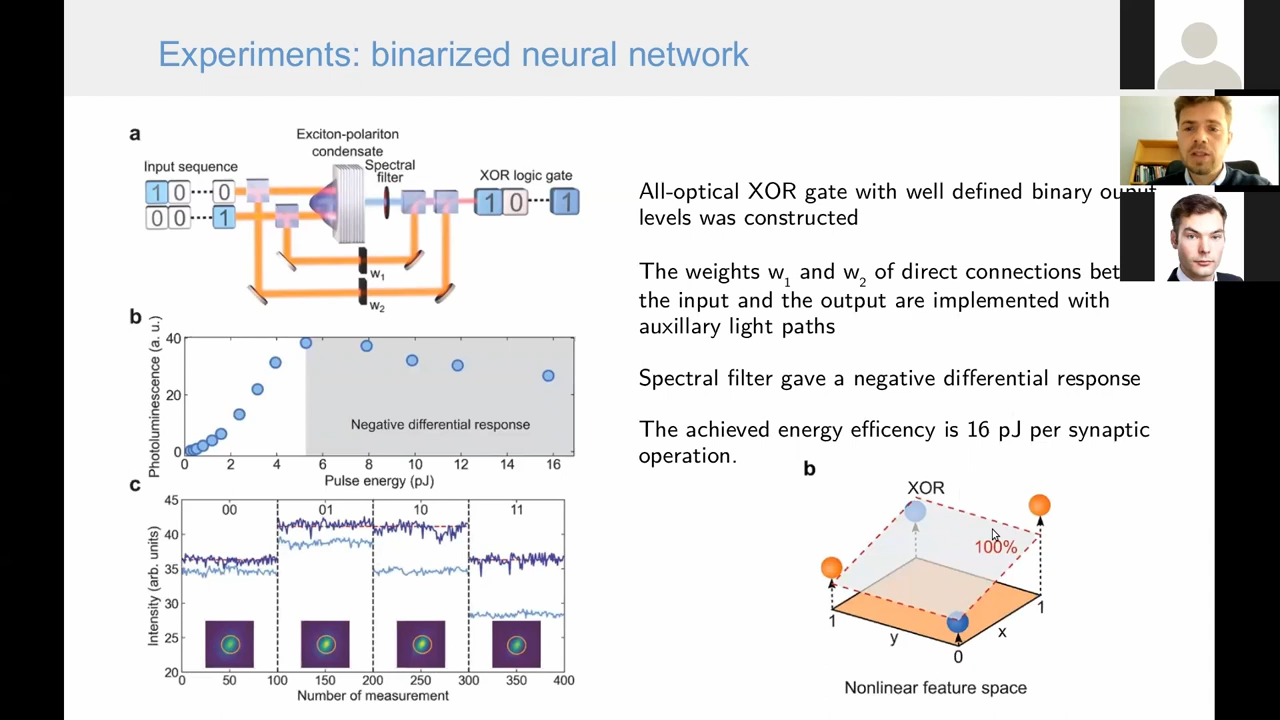 Experiments: binarized neural network
a
Exciton-polariton
condensate
Input sequence
Spectral
filter
XOR logic gate
1 0 0
0 0 1
1 0 1
w1
w2
b
Photoluminescence (a. u.)
40
20
0
0 2 4 6 8 10 12 14 16
Negative differential response
Pulse energy (pJ)
c
Intensity (arb. units)
45
40
35
30
25
20
00 01 10 11
0 50 100 150 200 250 300 350 400
Number of measurement
All-optical XOR gate with well defined binary ouput
levels was constructed
The weights w1 and w2 of direct connections bet
the input and the output are implemented with
auxillary light paths
Spectral filter gave a negative differential response
The achieved energy efficency is 16 pJ per synaptic
operation.
b
XOR
100%
1
1
y
x
0
Nonlinear feature space